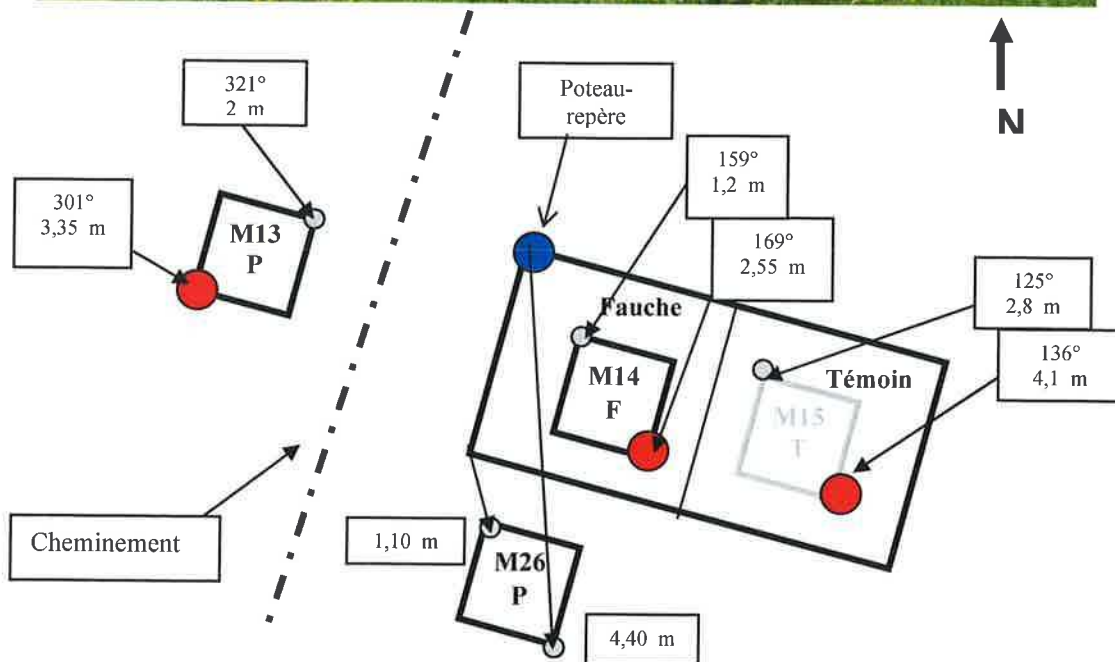 321°
2 m
Poteau-
repère
N
159°
1,2 m
301°
3,35 m
M13
P
169°
2,55 m
125°
2,8 m
Fauche
136°
4,1 m
M14
F
Témoin
M15
T
Cheminement
1,10 m
M26
P
4,40 m